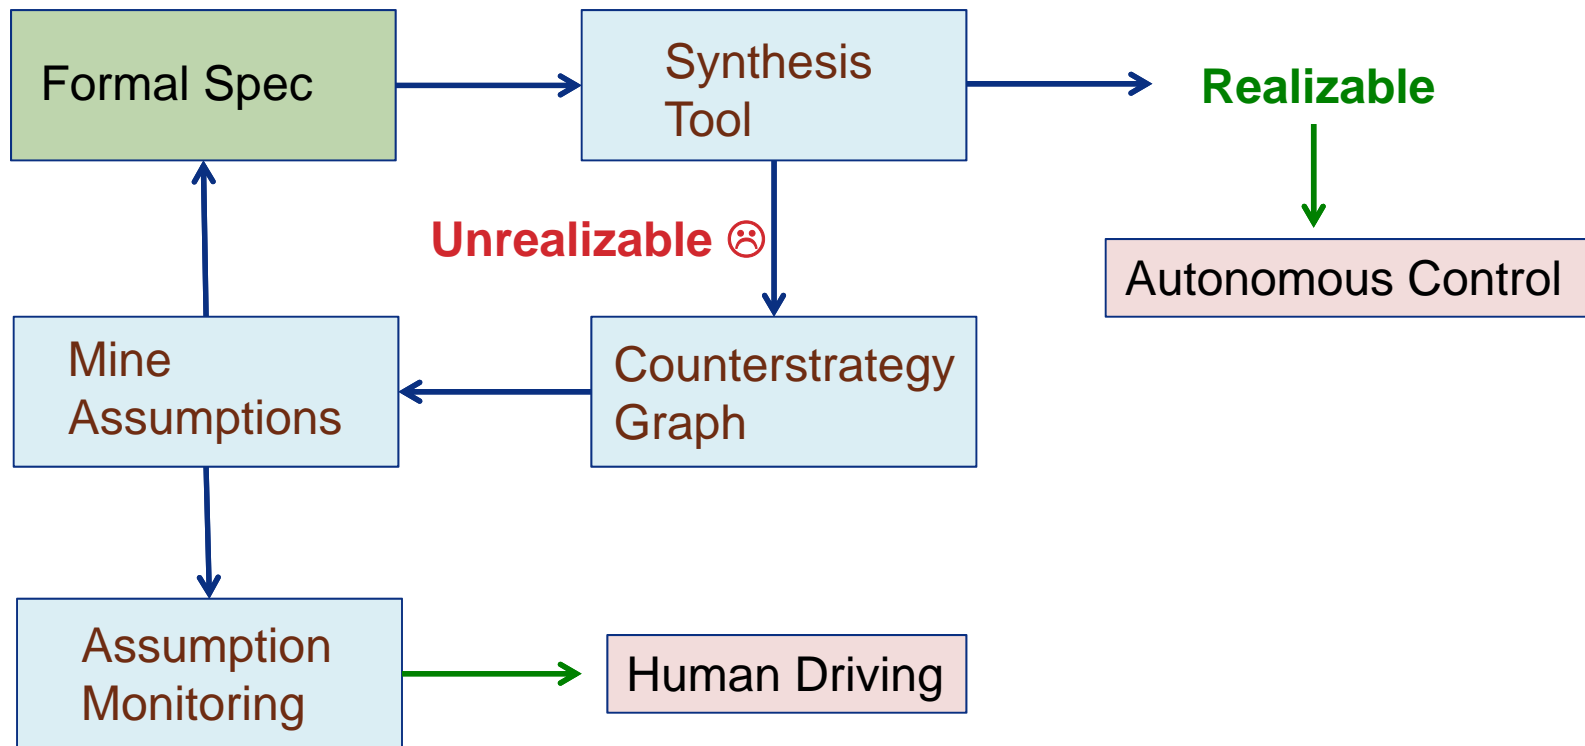 Formal Spec
Synthesis
Tool
Realizable
Unrealizable ☹
Autonomous Control
Mine
Assumptions
Counterstrategy
Graph
Assumption
Monitoring
Human Driving